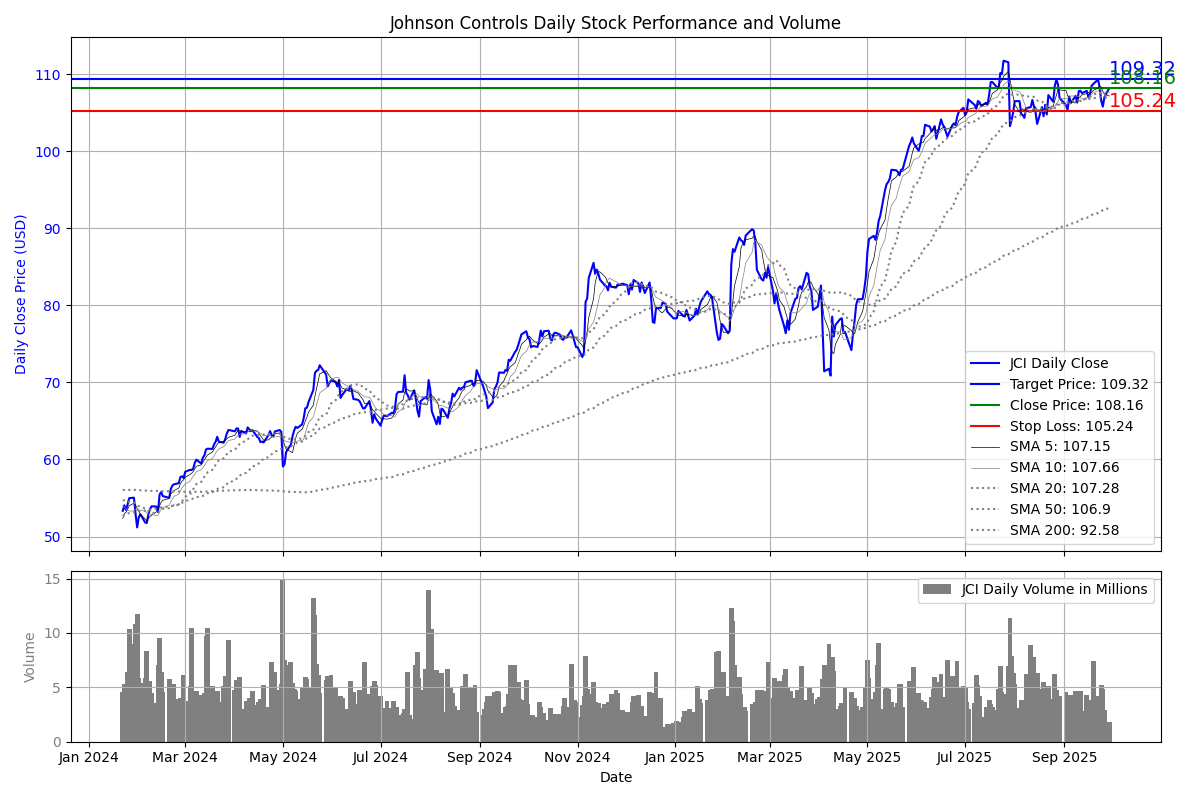 Johnson Controls Daily Stock Performance and Volume
Daily Close Price (USD)
110
100
90
80
70
60
50
109.32
108.16
105.24
JCI Daily Close
Target Price: 109.32
Close Price: 108.16
Stop Loss: 105.24
SMA 5: 107.15
SMA 10: 107.66
SMA 20: 107.28
SMA 50: 106.9
SMA 200: 92.58
Volume
15
10
5
0
JCI Daily Volume in Millions
Jan 2024 Mar 2024 May 2024 Jul 2024 Sep 2024 Nov 2024 Jan 2025 Mar 2025 May 2025 Jul 2025 Sep 2025
Date